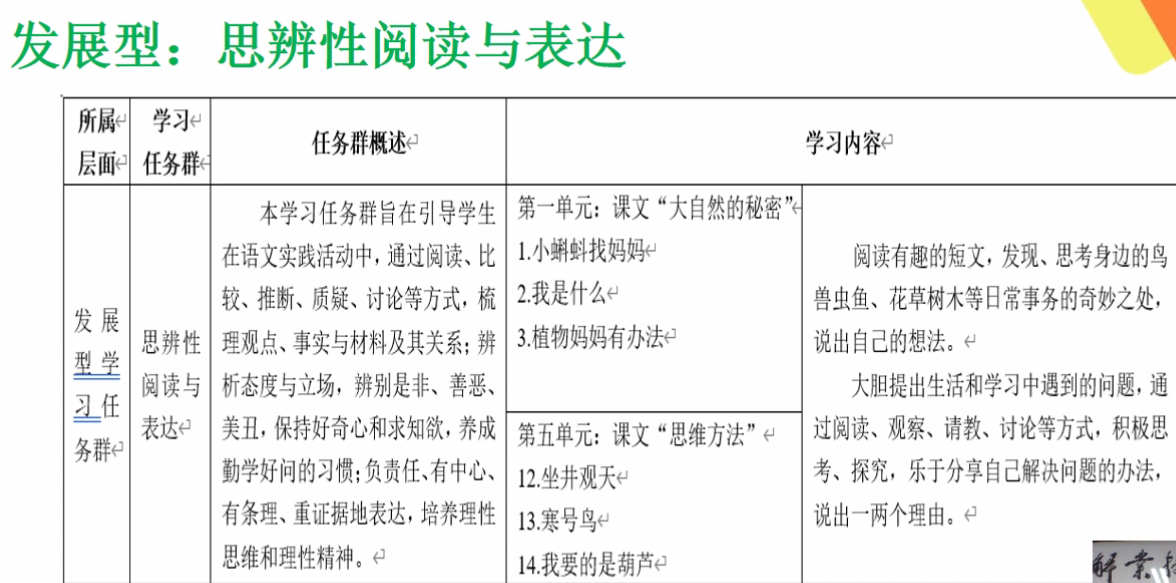 发展型：思辨性阅读与表达
所属
层面
学习
任务群
任务群概述
学习内容
发展
型学
习任
务群
思辨性
阅读与
表达
本学习任务群旨在引导学生
在语文实践活动中，通过阅读、比
较、推断、质疑、讨论等方式，梳
理观点、事实与材料及其关系；辨
析态度与立场，辨别是非、善恶、
美丑，保持好奇心和求知欲，养成
勤学好问的习惯；负责任、有中心、
有条理、重证据地表达，培养理性
思维和理性精神。
第一单元：课文“大自然的秘密”
1.小蝌蚪找妈妈
2.我是什么
3.植物妈妈有办法
第五单元：课文“思维方法”
12.坐井观天
13.寒号鸟
14.我要的是葫芦
阅读有趣的短文，发现、思考身边的鸟
兽虫鱼、花草树木等日常事务的奇妙之处，
说出自己的想法。
大胆提出生活和学习中遇到的问题，通
过阅读、观察、请教、讨论等方式，积极思
考、探究，乐于分享自己解决问题的办法，
说出一两个理由。
解案